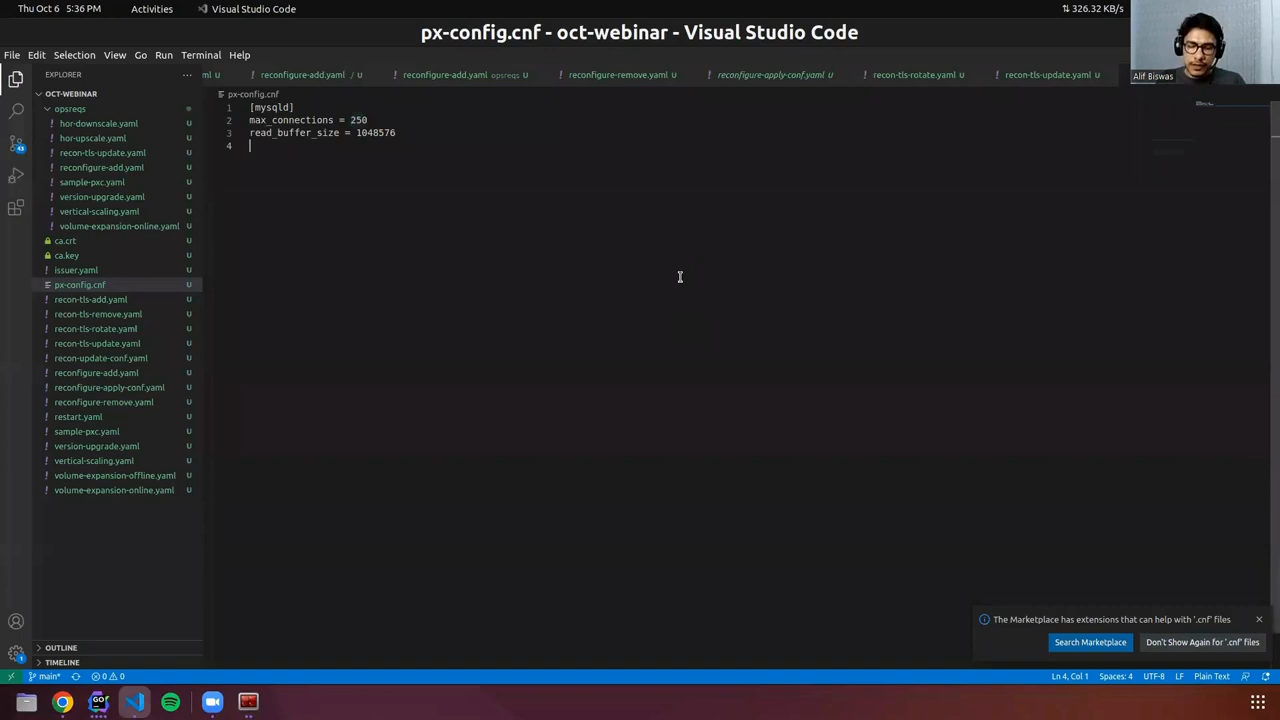 Thu Oct 6 5:36 PM
Activities
Visual Studio Code
326.32 KB/s
px-config.cnf - oct-webinar - Visual Studio Code
File Edit Selection View Go Run Terminal Help
EXPLORER
ml U
reconfigure-add.yaml / U
reconfigure-add.yaml opsreqs U
reconfigure-remove.yaml U
reconfigure-apply-conf.yaml U
recon-tls-rotate.yaml U
recon-tls-update.yaml U
Alif Biswas
OCT-WEBINAR
opsreqs
hor-downscale.yaml U
hor-upscale.yaml U
recon-tls-update.yaml U
reconfigure-add.yaml U
sample-pxc.yaml U
version-upgrade.yaml U
vertical-scaling.yaml U
volume-expansion-online.yaml U
ca.crt U
ca.key U
issuer.yaml U
px-config.cnf U
recon-tls-add.yaml U
recon-tls-remove.yaml U
recon-tls-rotate.yaml U
recon-tls-update.yaml U
recon-update-conf.yaml U
reconfigure-add.yaml U
reconfigure-apply-conf.yaml U
reconfigure-remove.yaml U
restart.yaml U
sample-pxc.yaml U
version-upgrade.yaml U
vertical-scaling.yaml U
volume-expansion-offline.yaml U
volume-expansion-online.yaml U
OUTLINE
TIMELINE
px-config.cnf
1 [mysqld]
2 max_connections = 250
3 read_buffer_size = 1048576
4
43
1
The Marketplace has extensions that can help with '.cnf' files
Search Marketplace
Don't Show Again for '.cnf' files
main*
0 0
Ln 4, Col 1
Spaces: 4
UTF-8
LF
Plain Text
GO